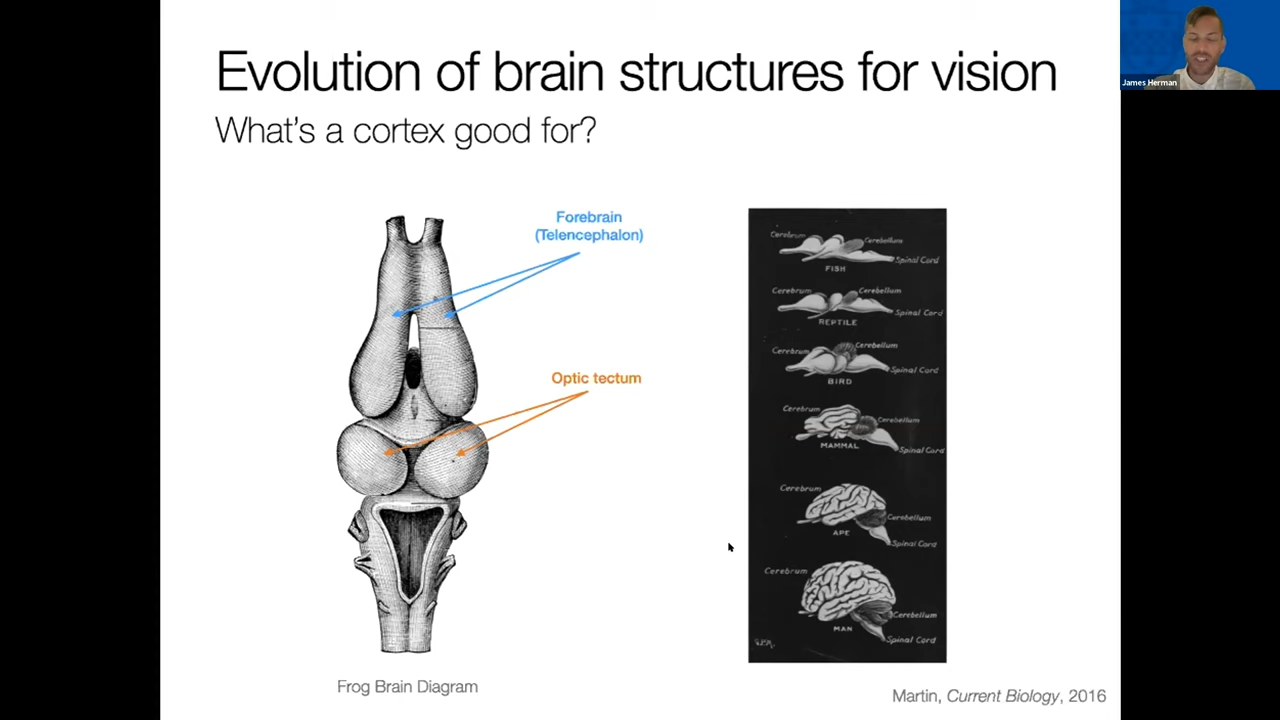 Evolution of brain structures for vision
What's a cortex good for?
James Herman
Forebrain
(Telencephalon)
Optic tectum
Frog Brain Diagram
Cerebrum
Cerebellum
Spinal Cord
FISH
Cerebrum
Cerebellum
Spinal Cord
REPTILE
Cerebrum
Cerebellum
Spinal Cord
BIRD
Cerebrum
Cerebellum
Spinal Cord
MAMMAL
Cerebrum
Cerebellum
Spinal Cord
APE
Cerebrum
Cerebellum
Spinal Cord
MAN
Martin, Current Biology, 2016